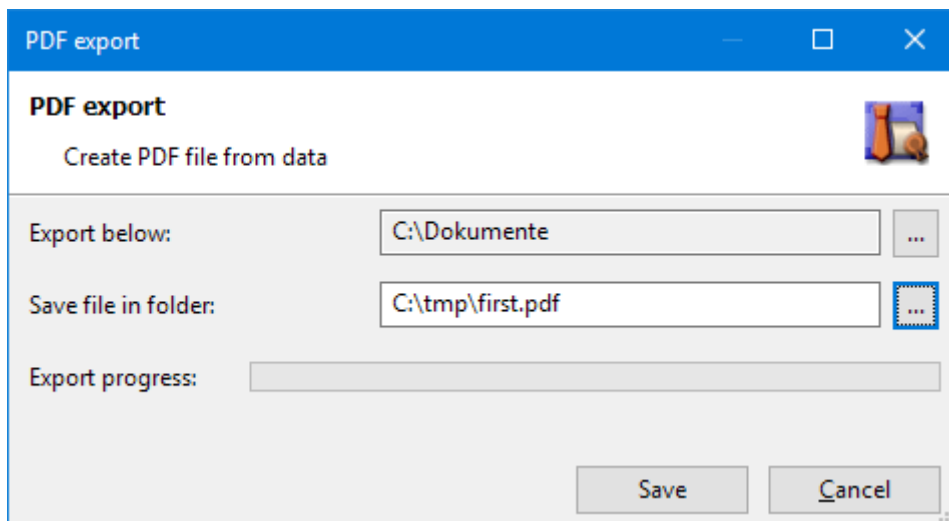 PDF export
PDF export
Create PDF file from data
Export below: C:\Dokumente ...
Save file in folder: C:\tmp\first.pdf ...
Export progress:
Save Cancel